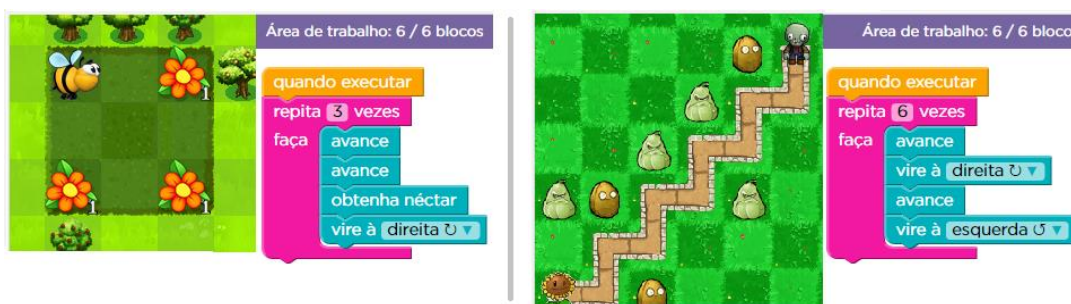 Área de trabalho: 6 / 6 blocos
quando executar
repita 3 vezes
faça avance
avance
obtenha néctar
vire à direita ↻ ▼
1
1
1
Área de trabalho: 6 / 6 bloco
quando executar
repita 6 vezes
faça avance
vire à direita ↻ ▼
avance
vire à esquerda ↺ ▼